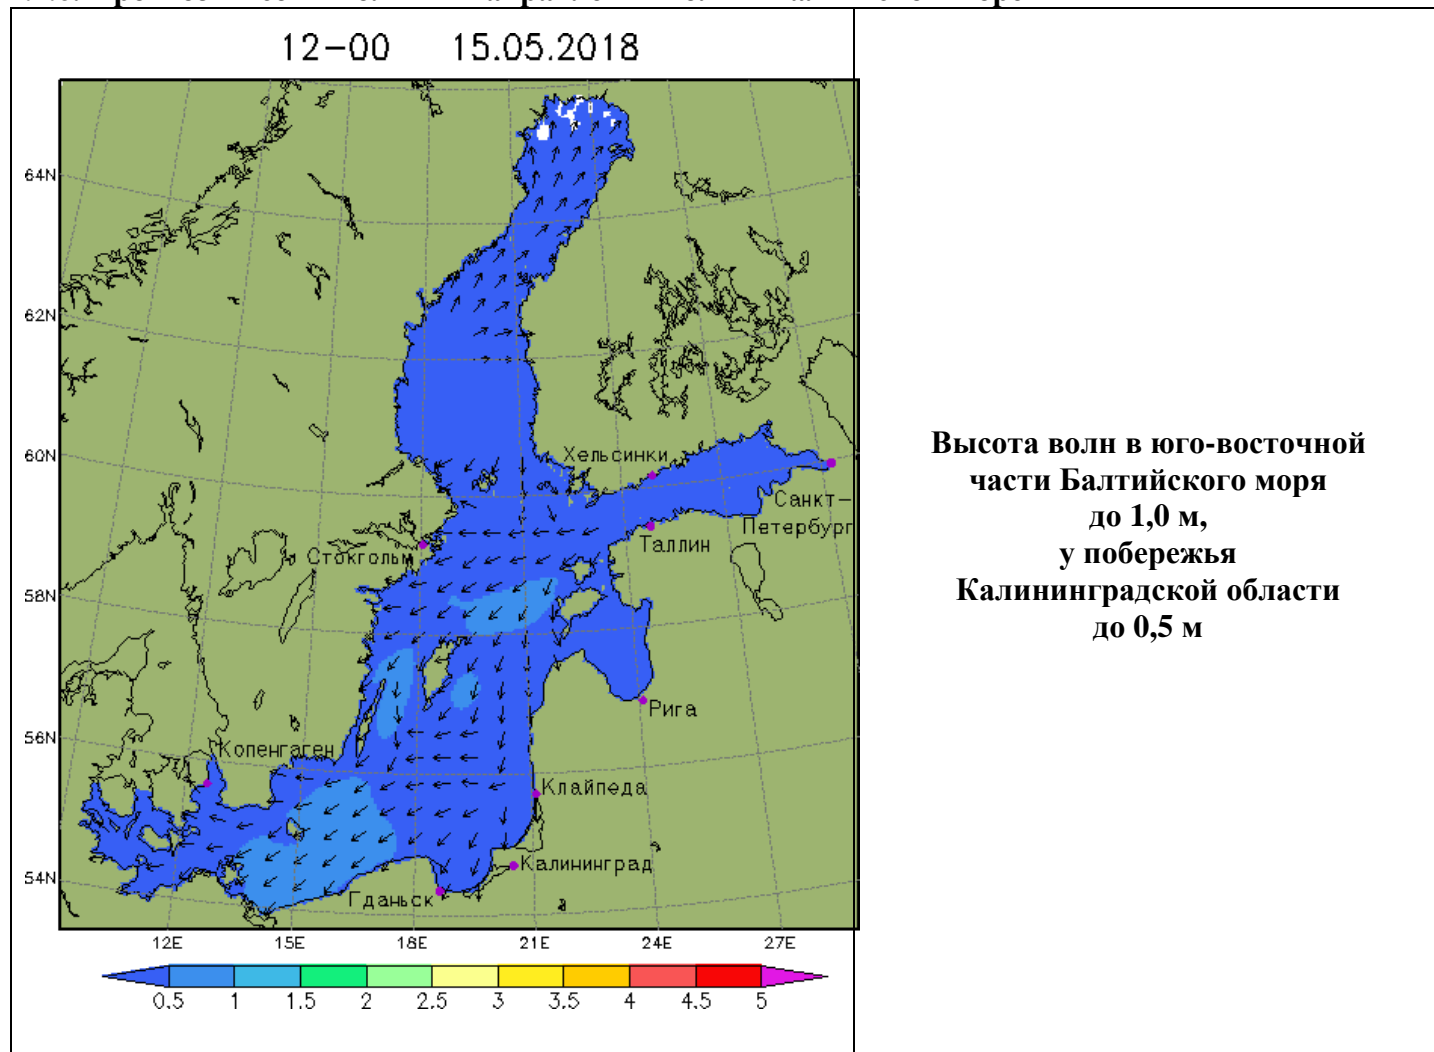 12-00 15.05.2018
64N
62N
60N
58N
56N
54N
Хельсинки
Санкт-
Петербург
Таллин
Стокгольм
Рига
Копенгаген
Клайпеда
Калининград
Гданьск
12E 15E 18E 21E 24E 27E
0.5 1 1.5 2 2.5 3 3.5 4 4.5 5
Высота волн в юго-восточной
части Балтийского моря
до 1,0 м,
у побережья
Калининградской области
до 0,5 м